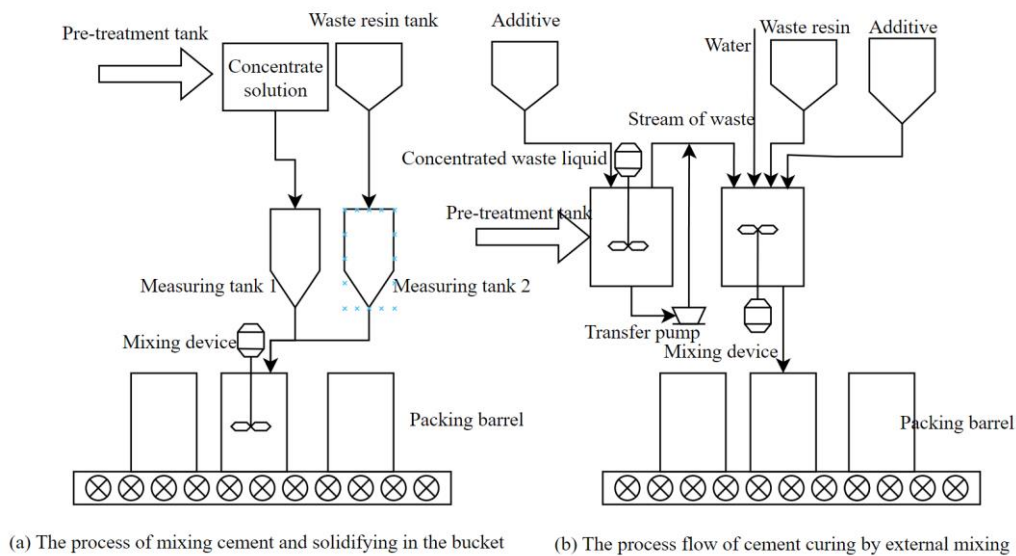 Pre-treatment tank
Concentrate
solution
Waste resin tank
Measuring tank 1
Measuring tank 2
Mixing device
Packing barrel
(a) The process of mixing cement and solidifying in the bucket
Additive
Water
Waste resin
Additive
Stream of waste
Concentrated waste liquid
Pre-treatment tank
Transfer pump
Mixing device
Packing barrel
(b) The process flow of cement curing by external mixing